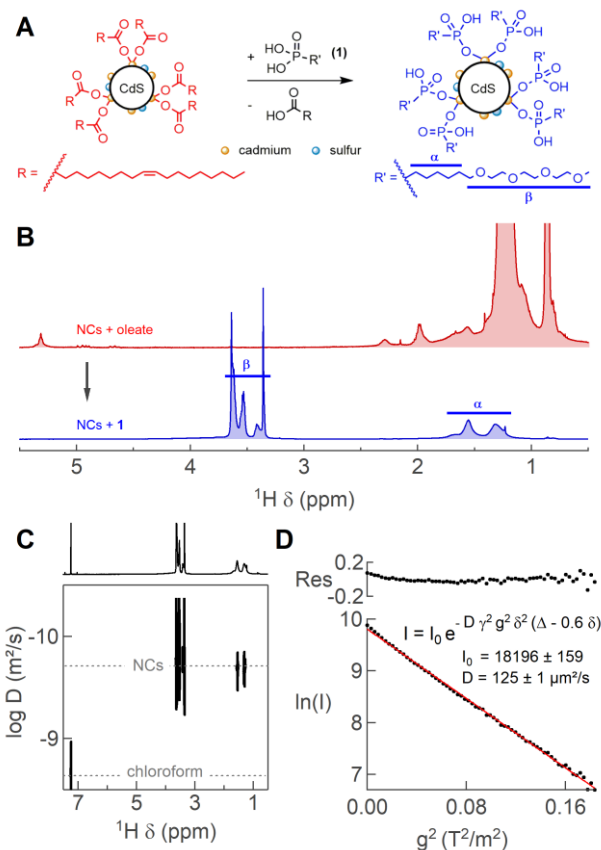 A
R
O
R
O
O
O
O
O
R
O
O
R
O
O
R
O
O
R
O
O
CdS
+
HO
O
P
HO
R'
(1)
-
O
HO
R
CdS
R'
O
P
OH
O
O
R'
P
OH
O
R'
O
P
OH
O
R'
O
P
OH
O
R'
P
O
OH
O
R'
P
O
OH
O
cadmium
sulfur
R =
R' =
α
O
O
O
O
β
B
NCs + oleate
β
α
NCs + 1
5 4 3 2 1
¹H δ (ppm)
C
log D (m²/s)
-10
NCs
-9
chloroform
7 5 3 1
¹H δ (ppm)
D
Res
0.2
-0.2
10
9
8
7
ln(I)
I = I₀ e^(- D γ² g² δ² (Δ - 0.6 δ))
I₀ = 18196 ± 159
D = 125 ± 1 µm²/s
0.00 0.08 0.16
g² (T²/m²)